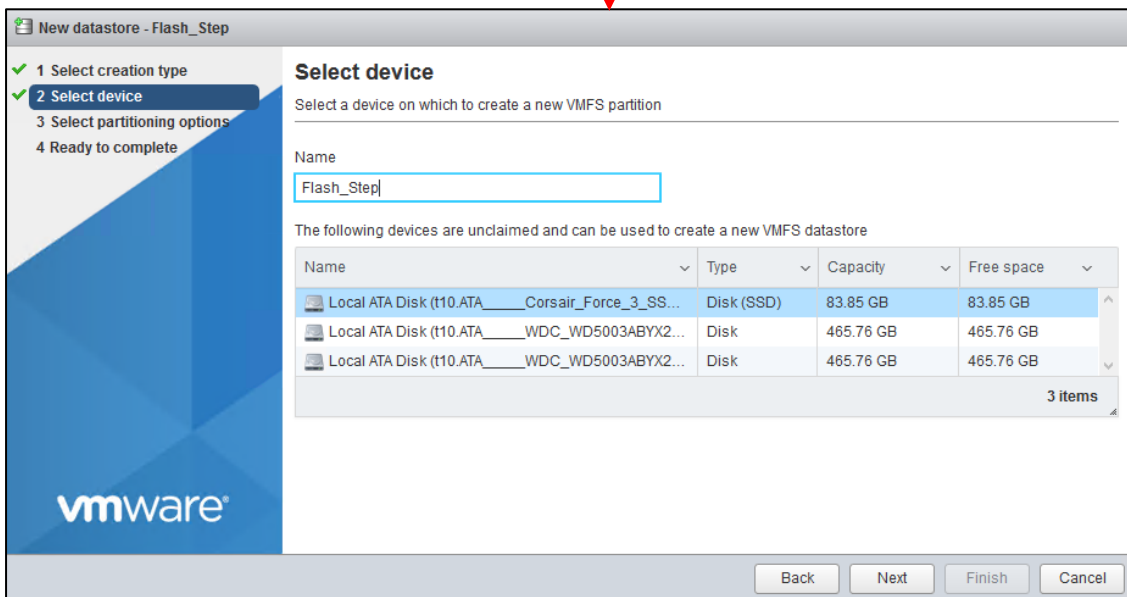 New datastore - Flash_Step
1 Select creation type
2 Select device
3 Select partitioning options
4 Ready to complete
Select device
Select a device on which to create a new VMFS partition
Name
Flash_Step
The following devices are unclaimed and can be used to create a new VMFS datastore
Name Type Capacity Free space
Local ATA Disk (t10.ATA_____Corsair_Force_3_SS... Disk (SSD) 83.85 GB 83.85 GB
Local ATA Disk (t10.ATA_____WDC_WD5003ABYX2... Disk 465.76 GB 465.76 GB
Local ATA Disk (t10.ATA_____WDC_WD5003ABYX2... Disk 465.76 GB 465.76 GB
3 items
vmware®
Back Next Finish Cancel